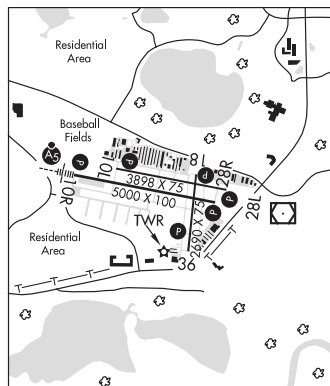 Residential
Area
Baseball
Fields
A5
P
P
10L
18L
28R
P
3898 X 75
5000 X 100
10R
P
28L
TWR
2690 X 75
P
P
Residential
Area
36
T T T
T T